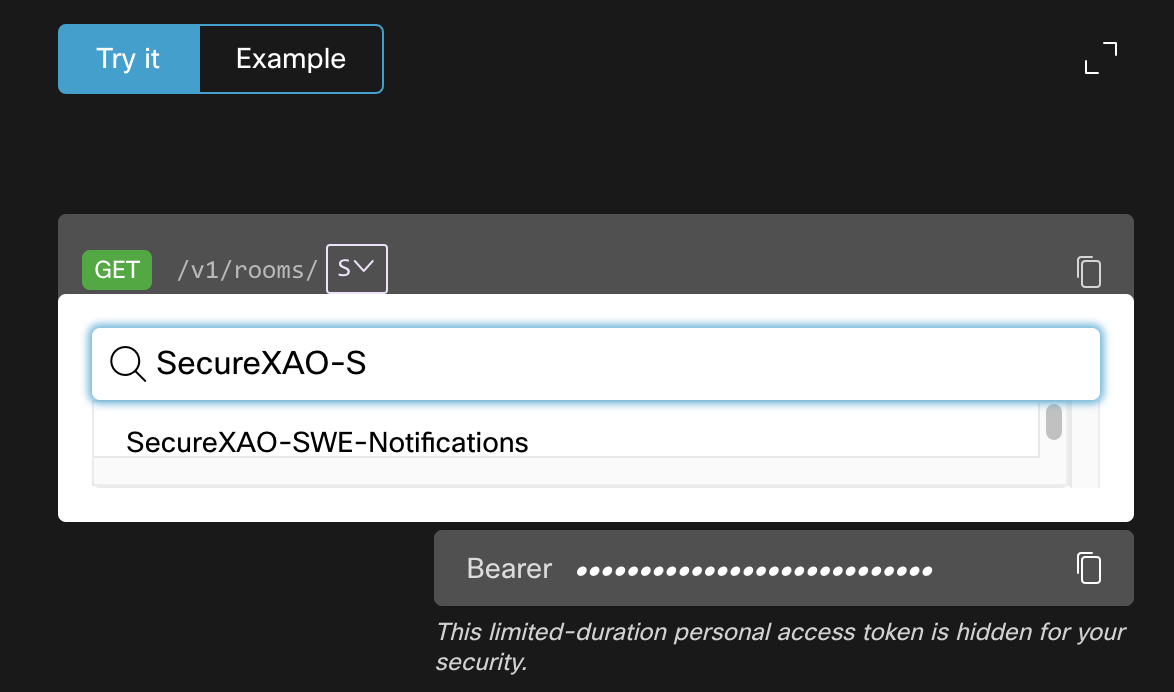 Try it Example
GET /v1/rooms/ S
SecureXAO-S
SecureXAO-SWE-Notifications
Bearer ••••••••••••••••••••••••••••
This limited-duration personal access token is hidden for your
security.